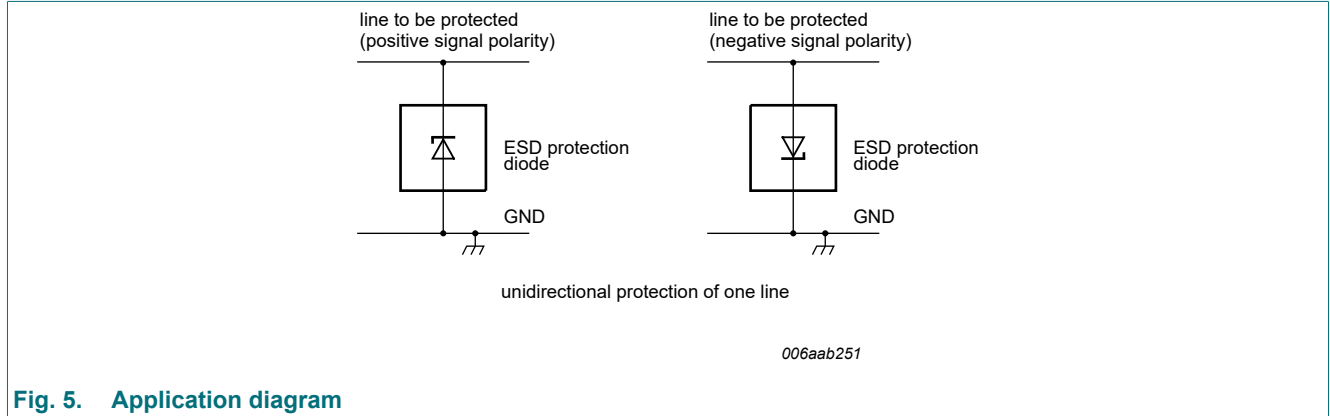 line to be protected
(positive signal polarity)
line to be protected
(negative signal polarity)
ESD protection
diode
ESD protection
diode
GND
GND
unidirectional protection of one line
006aab251
Fig. 5. Application diagram